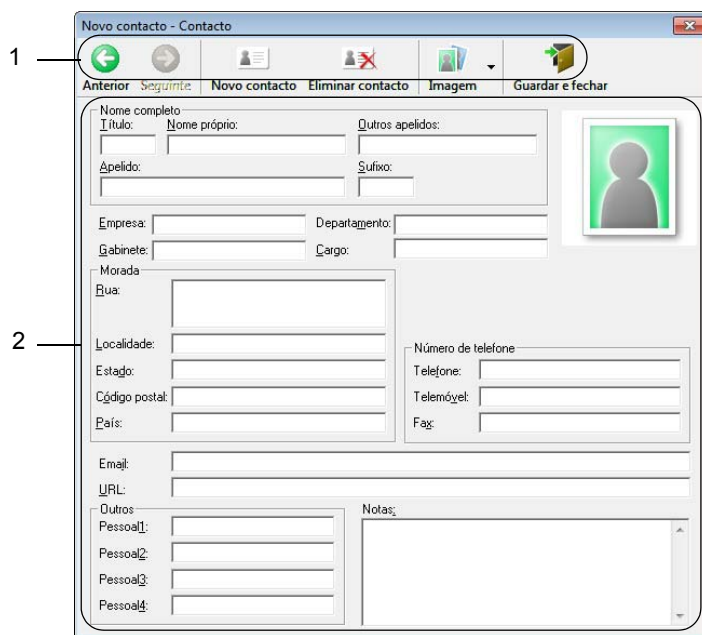 Novo contacto - Contacto
1
Anterior Seguinte Novo contacto Eliminar contacto Imagem Guardar e fechar
2
Nome completo
Título: Nome próprio: Outros apelidos:
Apelido: Sufixo:
Empresa: Departamento:
Gabinete: Cargo:
Morada
Rua:
Localidade:
Número de telefone
Estado: Telefone:
Código postal: Telemóvel:
País: Fax:
Email:
URL:
Outros Notas:
Pessoal1:
Pessoal2:
Pessoal3:
Pessoal4: